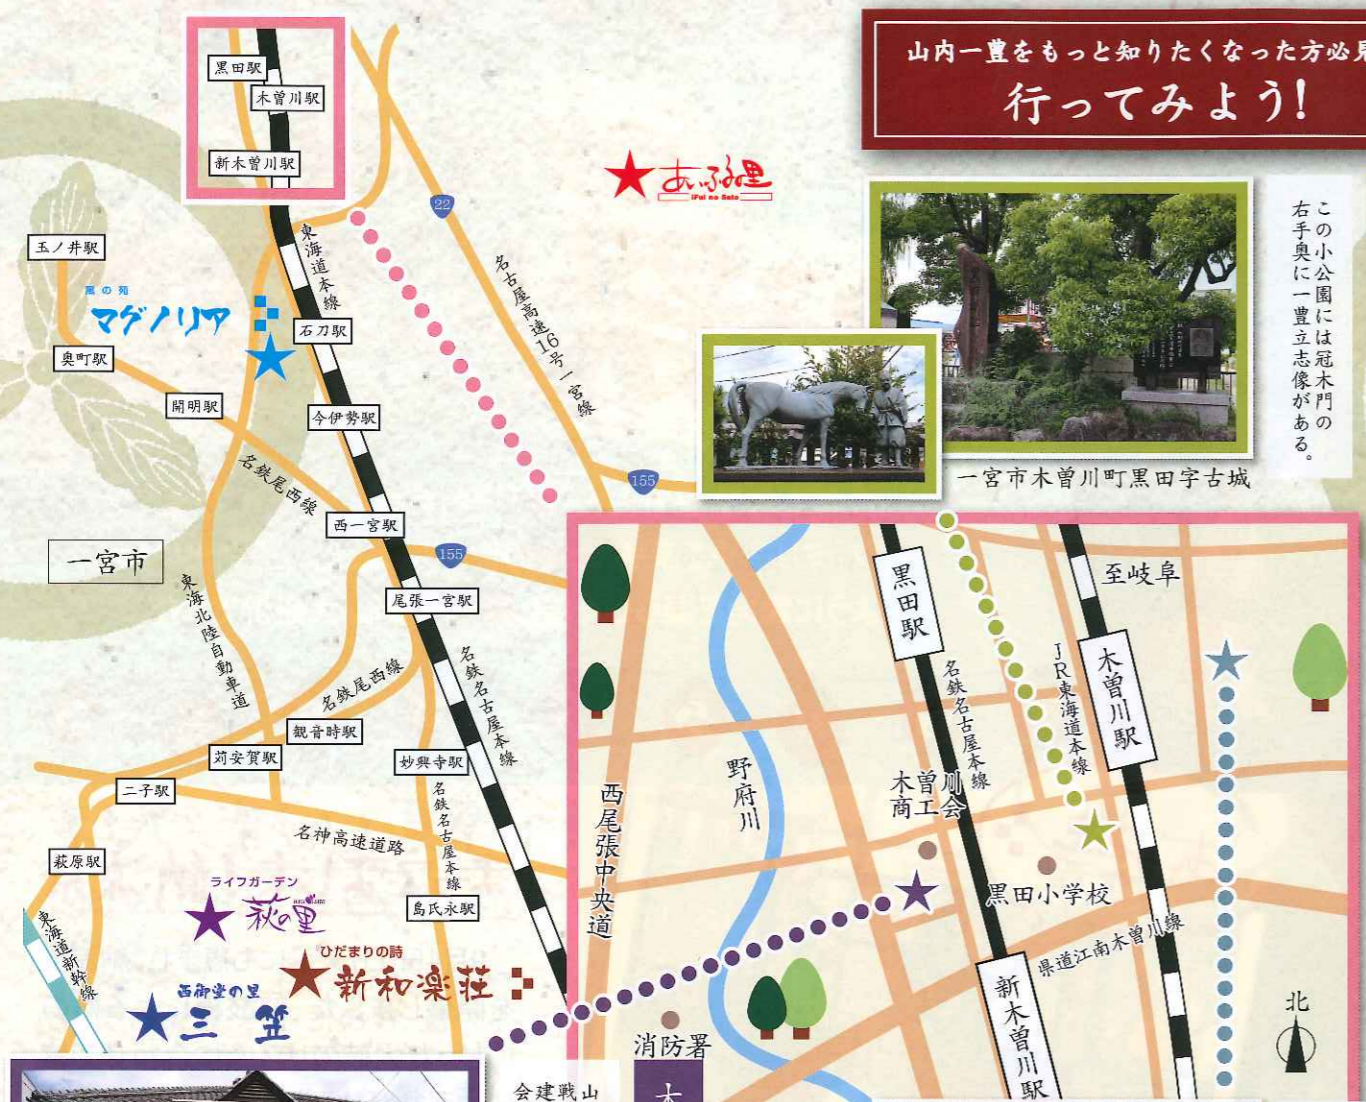 山内一豊をもっと知りたくなった方必見
行ってみよう!
黒田駅
木曽川駅
新木曽川駅
22
あいふるの里
iFul no Sato
この小公園には冠木門の
右手奥に一豊立志像がある。
一宮市木曽川町黒田字古城
玉ノ井駅
風の苑
マグノリア
東海道本線
石刀駅
名古屋高速16号一宮線
奥町駅
開明駅
今伊勢駅
名鉄尾西線
155
西一宮駅
155
一宮市
尾張一宮駅
東海北陸自動車道
名鉄尾西線
名鉄名古屋本線
観音時駅
苅安賀駅
妙興寺駅
二子駅
名鉄名古屋本線
名神高速道路
萩原駅
島氏永駅
ライフガーデン
萩の里
東海道新幹線
ひだまりの詩
新和楽荘
西御堂の里
三笠
黒田駅
至岐阜
木曽川駅
JR東海道本線
名鉄名古屋本線
野府川
西尾張中央道
木曽川
商工会
黒田小学校
県道江南木曽川線
新木曽川駅
北
消防署
会建戦山